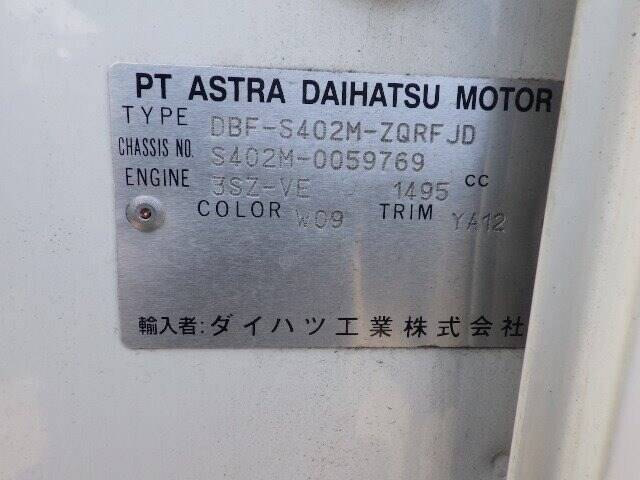 PT ASTRA DAIHATSU MOTOR
TYPE DBF-S402M-ZQRFJD
CHASSIS NO. S402M-0059769
ENGINE 3SZ-VE 1495 CC
COLOR W09 TRIM YA12
輸入者:ダイハツ工業株式会社